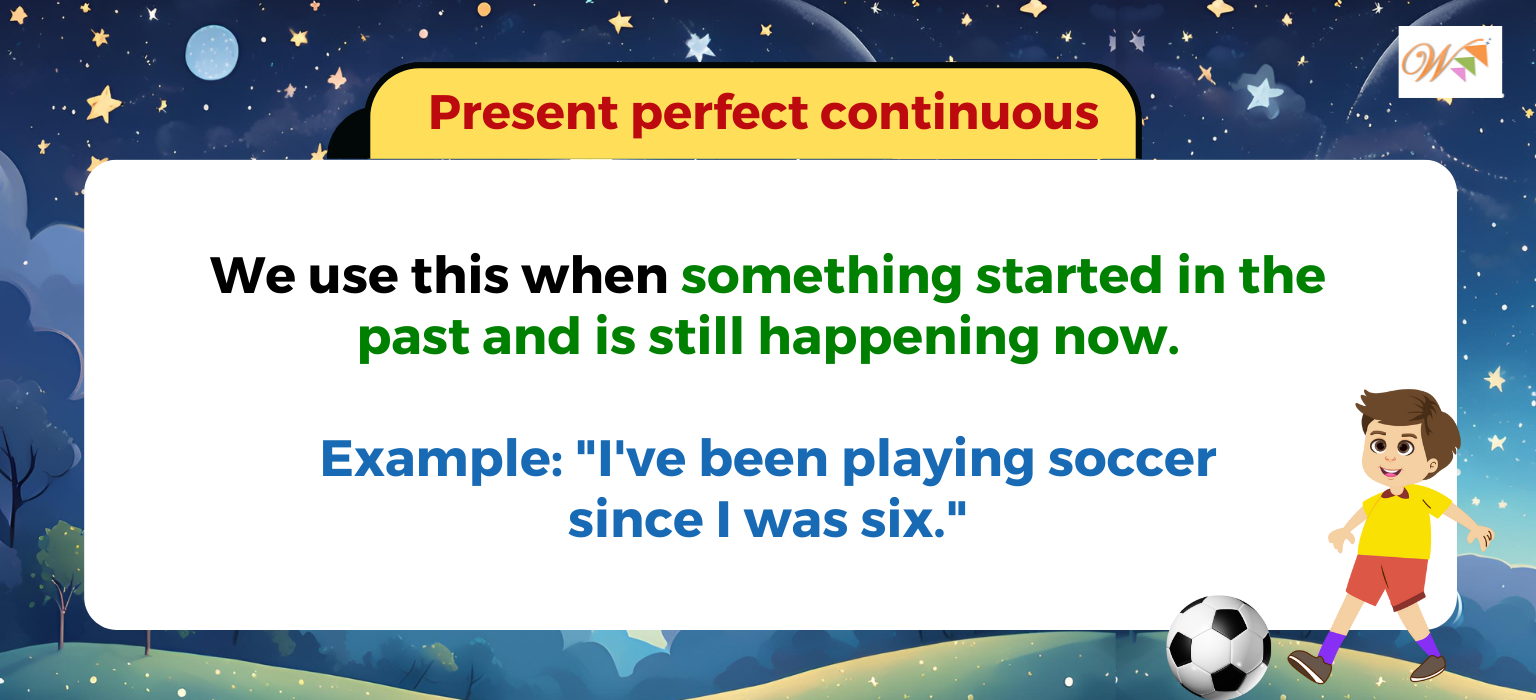 W
Present perfect continuous
We use this when something started in the
past and is still happening now.
Example: "I've been playing soccer
since I was six."